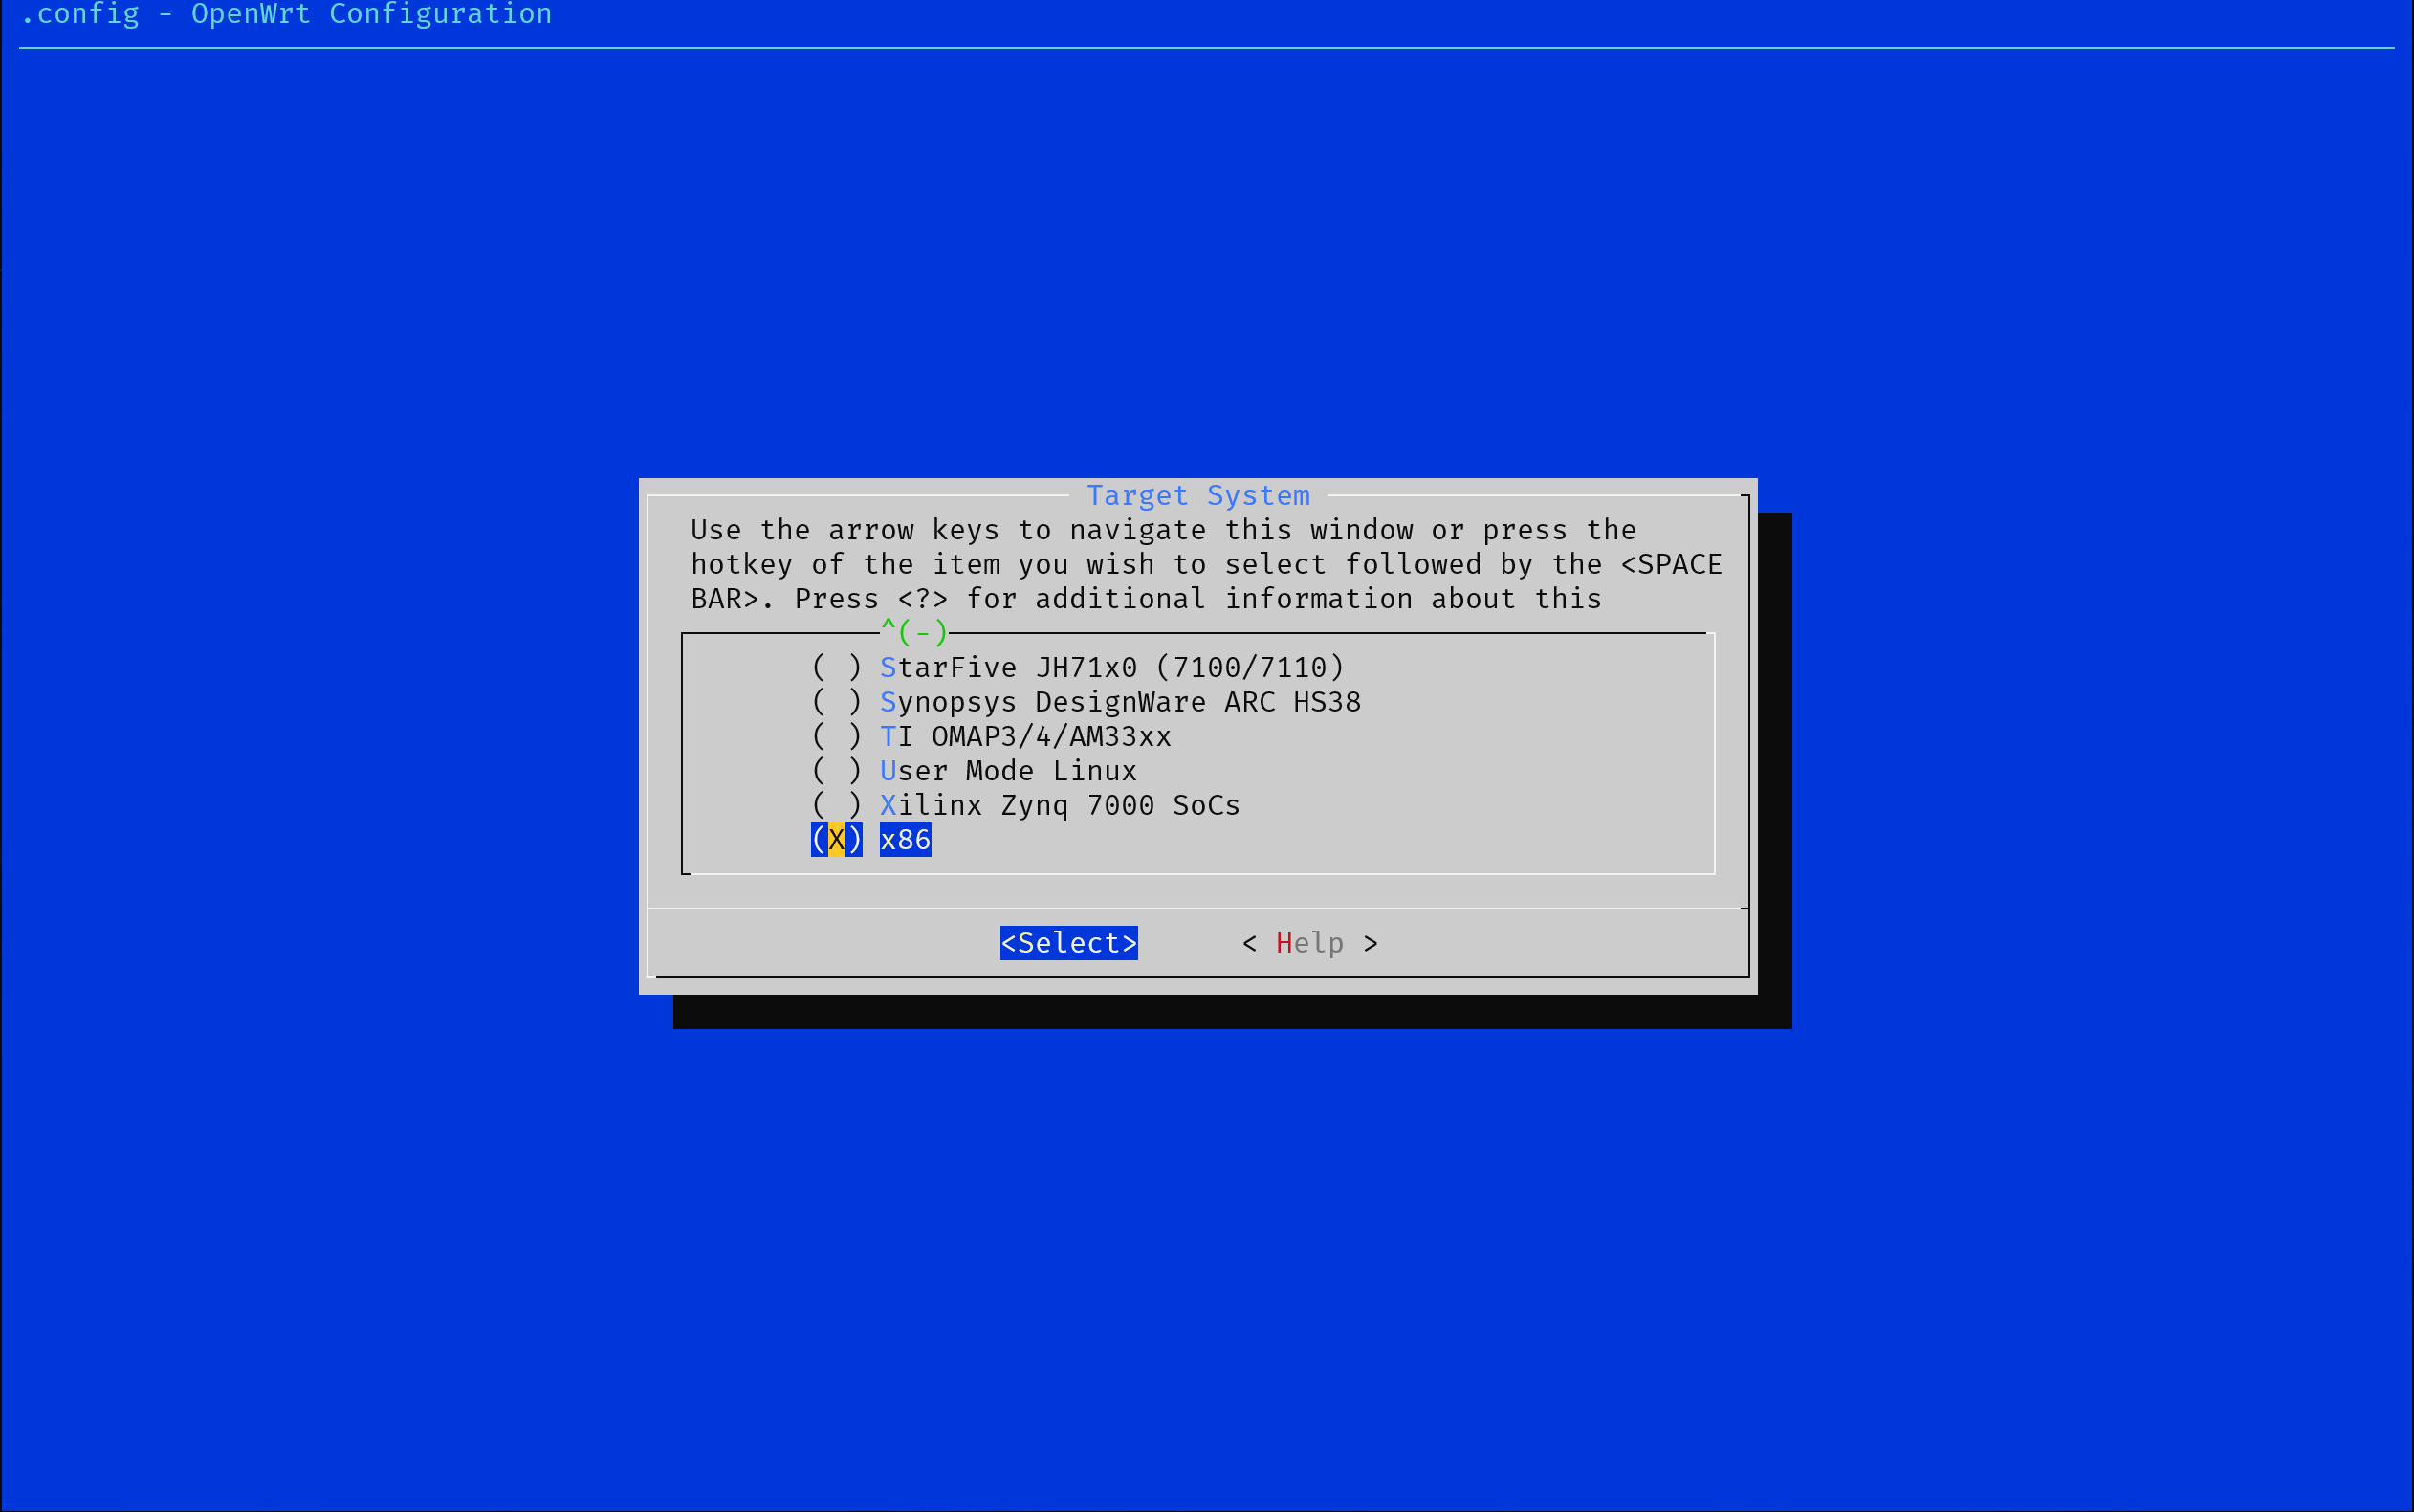 .config - OpenWrt Configuration
Target System
Use the arrow keys to navigate this window or press the
hotkey of the item you wish to select followed by the <SPACE
BAR>. Press <?> for additional information about this
^(-)
( ) StarFive JH71x0 (7100/7110)
( ) Synopsys DesignWare ARC HS38
( ) TI OMAP3/4/AM33xx
( ) User Mode Linux
( ) Xilinx Zynq 7000 SoCs
(X) x86
<Select> < Help >